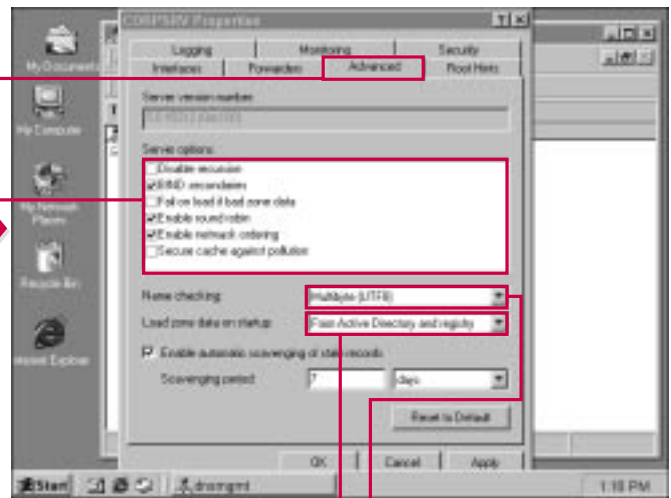 CORPSRV Properties
Logging Monitoring Security
Interfaces Forwarders Advanced Root Hints
My Documents
Server version number:
My Computer
Server options:
Disable recursion
BIND secondaries
Fail on load if bad zone data
Enable round robin
Enable netmask ordering
Secure cache against pollution
My Network
Places
Recycle Bin
Name checking: Multibyte (UTF8)
Load zone data on startup: From Active Directory and registry
Internet Explorer
Enable automatic scavenging of stale records
Scavenging period: 7 days
Reset to Default
OK Cancel Apply
Start dnsmgmt 1:18 PM